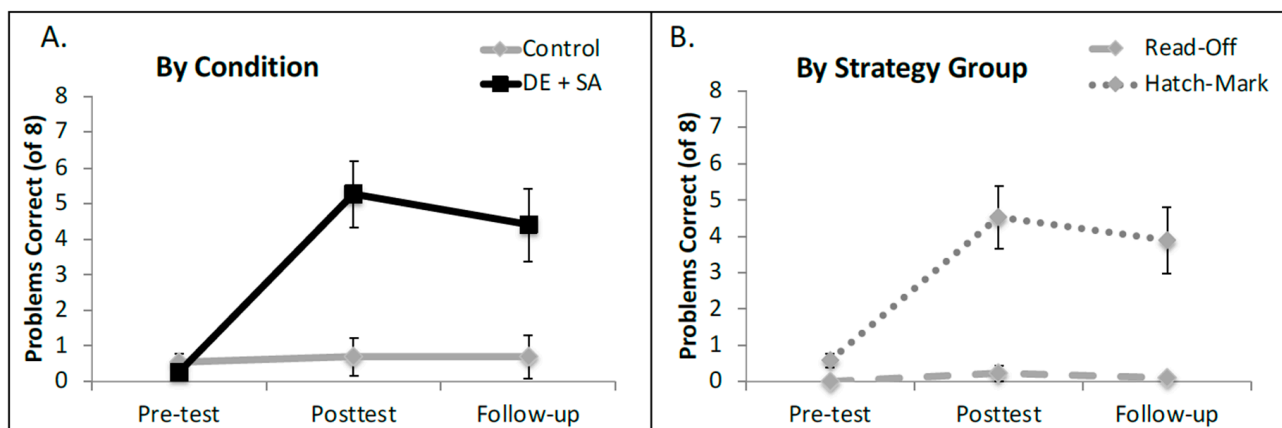 A.
By Condition
Control
DE + SA
Problems Correct (of 8)
8
7
6
5
4
3
2
1
0
Pre-test Posttest Follow-up
B.
By Strategy Group
Read-Off
Hatch-Mark
Problems Correct (of 8)
8
7
6
5
4
3
2
1
0
Pre-test Posttest Follow-up